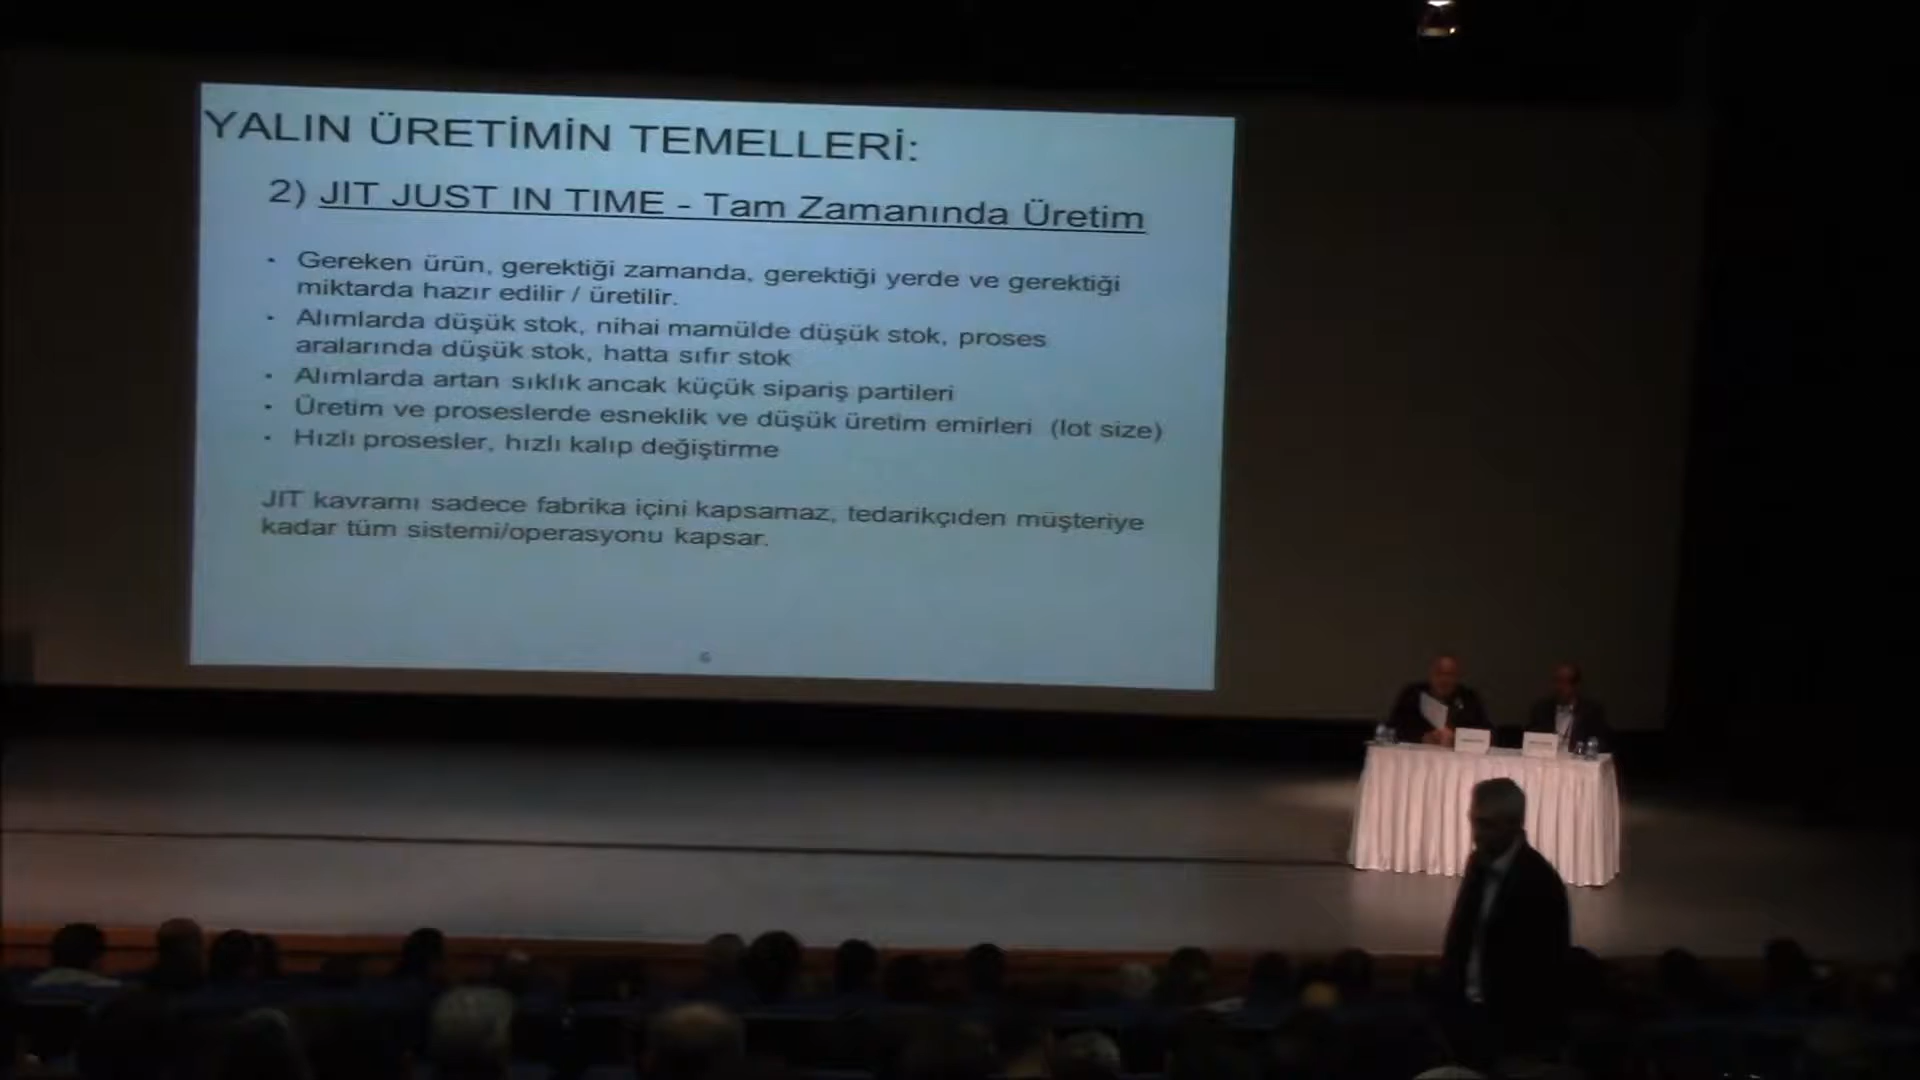 YALIN ÜRETİMİN TEMELLERİ:
2) JIT JUST IN TIME - Tam Zamanında Üretim
• Gereken ürün, gerektiği zamanda, gerektiği yerde ve gerektiği
miktarda hazır edilir / üretilir.
• Alımlarda düşük stok, nihai mamülde düşük stok, proses
aralarında düşük stok, hatta sıfır stok
• Alımlarda artan sıklık ancak küçük sipariş partileri
• Üretim ve proseslerde esneklik ve düşük üretim emirleri (lot size)
• Hızlı prosesler, hızlı kalıp değiştirme
JIT kavramı sadece fabrika içini kapsamaz, tedarikçiden müşteriye
kadar tüm sistemi/operasyonu kapsar.